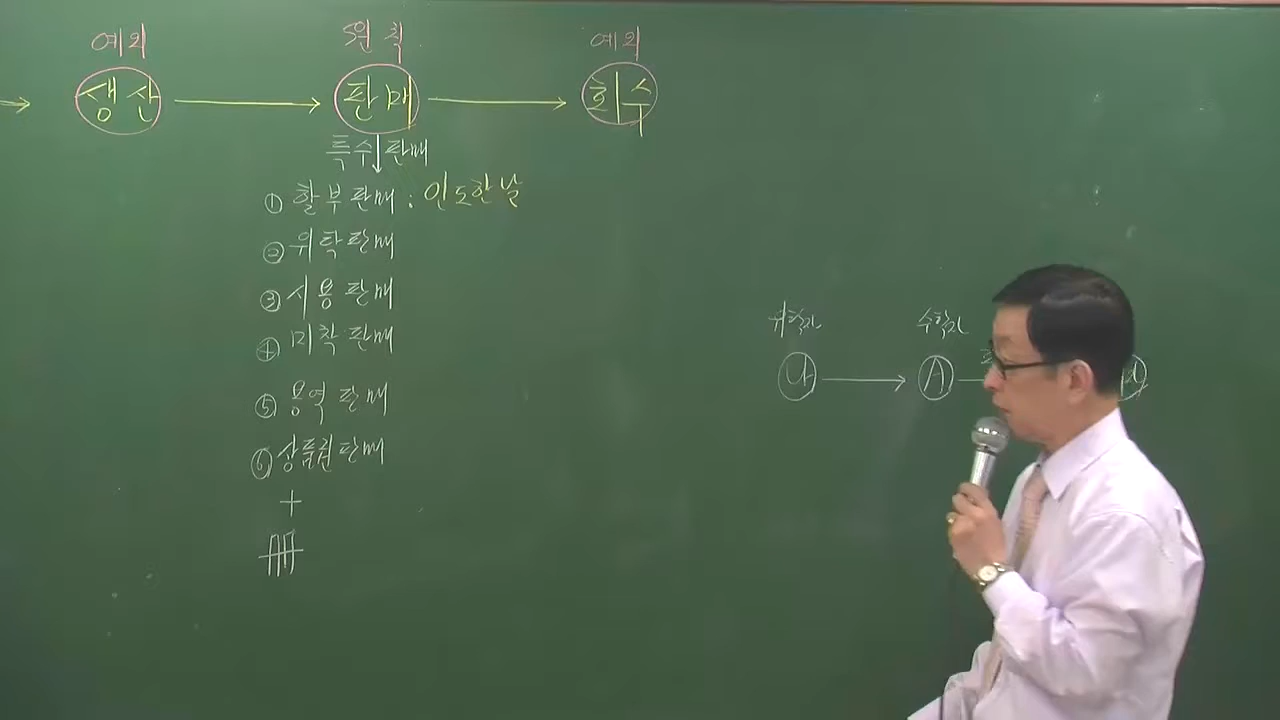 예외 원칙 예외
→ 생산 → 판매 → 회수
특수판매
① 할부판매 : 인도한날
② 위탁판매
③ 시용판매
④ 미착판매
⑤ 용역판매
⑥ 상품권판매
+
위탁자 수탁자
나 → A